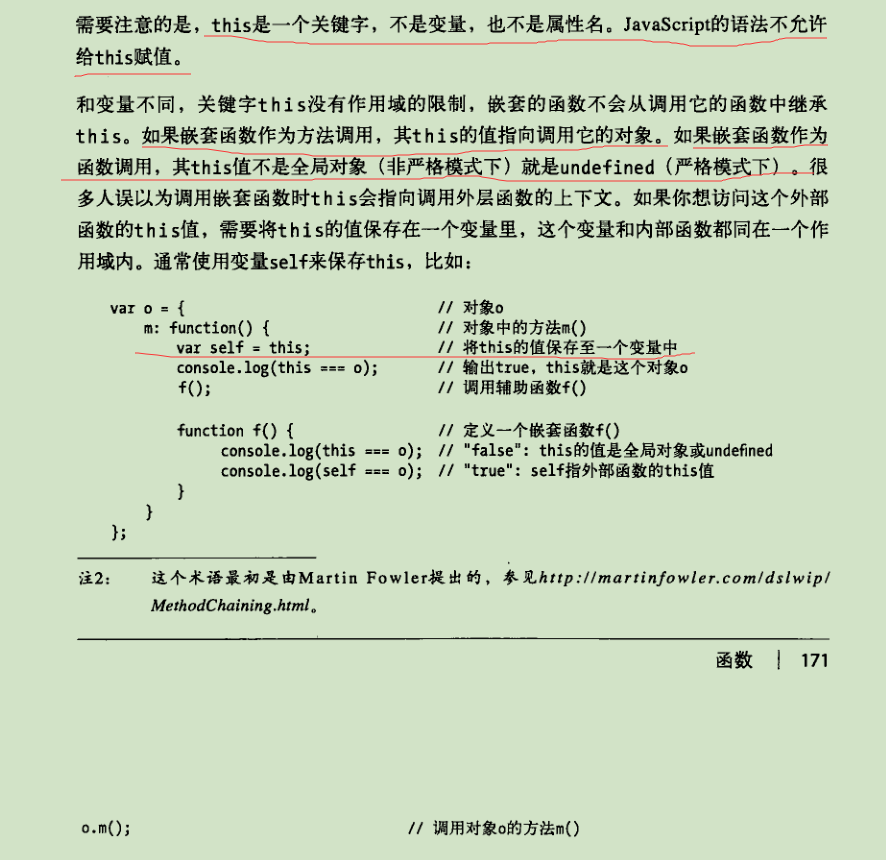 需要注意的是，this是一个关键字，不是变量，也不是属性名。JavaScript的语法不允许
给this赋值。
和变量不同，关键字this没有作用域的限制，嵌套的函数不会从调用它的函数中继承
this。如果嵌套函数作为方法调用，其this的值指向调用它的对象。如果嵌套函数作为
函数调用，其this值不是全局对象（非严格模式下）就是undefined（严格模式下）。很
多人误以为调用嵌套函数时this会指向调用外层函数的上下文。如果你想访问这个外部
函数的this值，需要将this的值保存在一个变量里，这个变量和内部函数都同在一个作
用域内。通常使用变量self来保存this，比如：
var o = { // 对象o
m: function() { // 对象中的方法m()
var self = this; // 将this的值保存至一个变量中
console.log(this === o); // 输出true，this就是这个对象o
f(); // 调用辅助函数f()
function f() { // 定义一个嵌套函数f()
console.log(this === o); // "false": this的值是全局对象或undefined
console.log(self === o); // "true": self指外部函数的this值
}
}
};
注2： 这个术语最初是由Martin Fowler提出的，参见http://martinfowler.com/dslwip/
MethodChaining.html。
函数 | 171
o.m(); // 调用对象o的方法m()